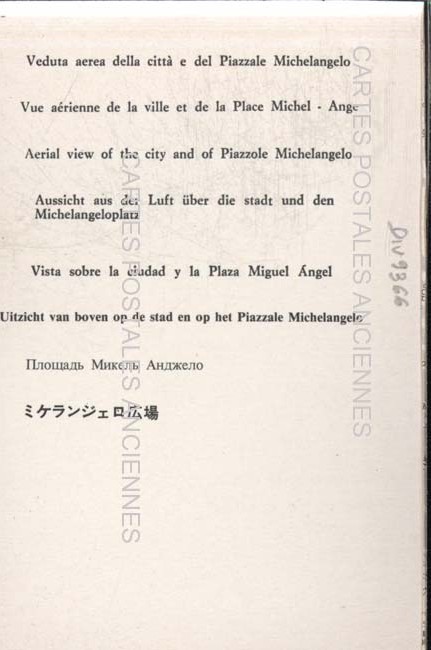 Veduta aerea della città e del Piazzale Michelangelo
Vue aérienne de la ville et de la Place Michel - Ange
Aerial view of the city and of Piazzole Michelangelo
Aussicht aus der Luft über die stadt und den
Michelangeloplatz
Vista sobre la ciudad y la Plaza Miguel Ángel
Uitzicht van boven op de stad en op het Piazzale Michelangelo
Площадь Микель Анджело
ミケランジェロ広場
CARTES POSTALES ANCIENNES
CARTES POSTALES ANCIENNES
Div9366